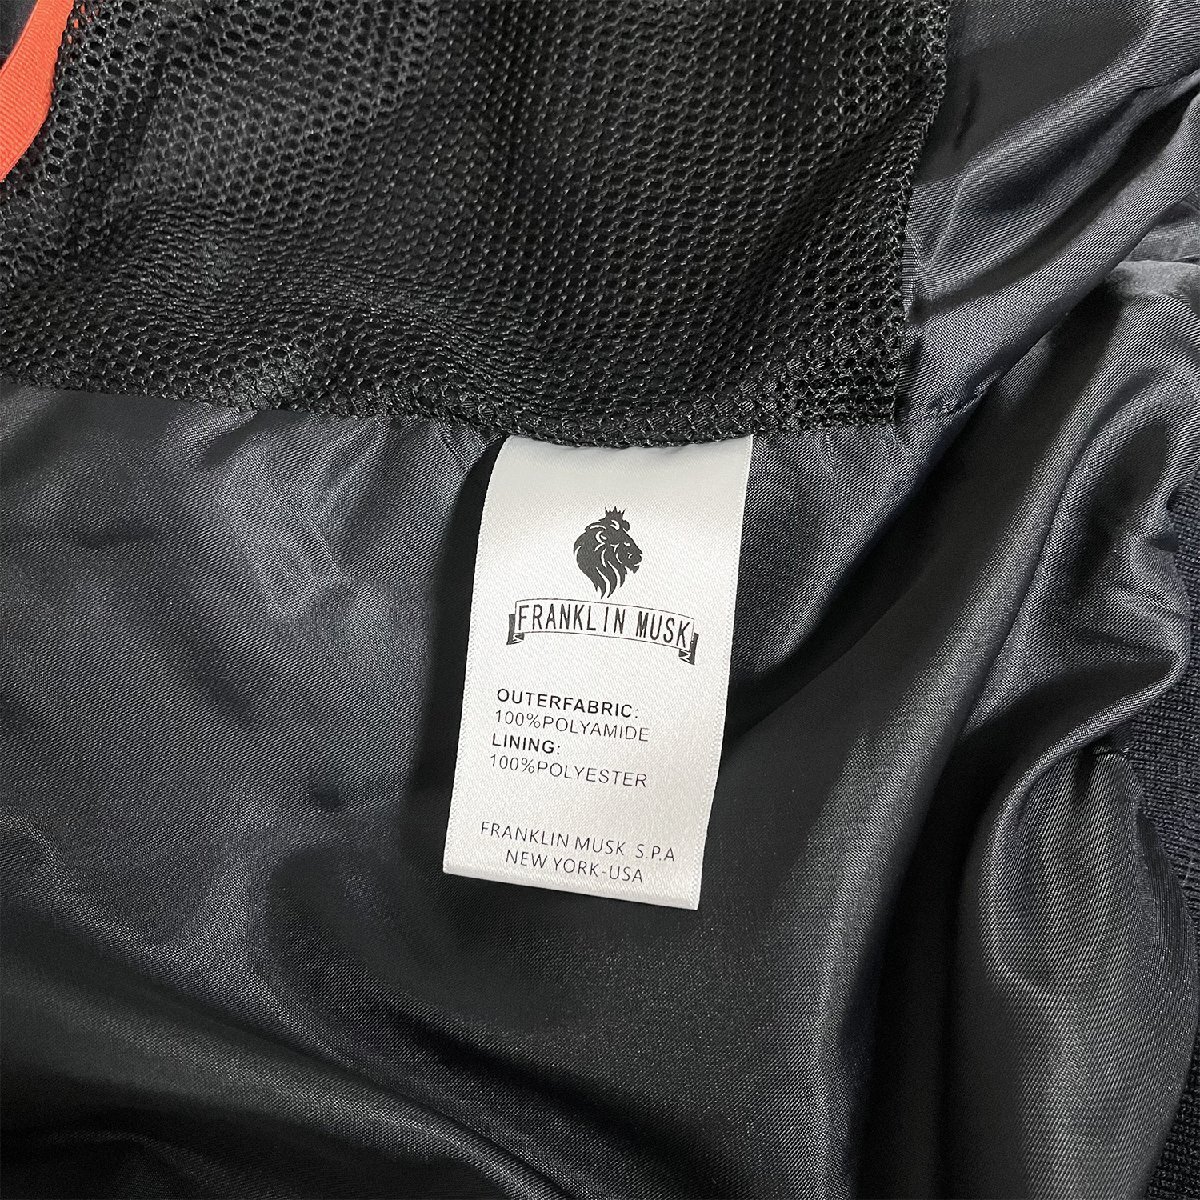 FRANKLIN MUSK
OUTERFABRIC:
100%POLYAMIDE
LINING:
100%POLYESTER
FRANKLIN MUSK S.P.A
NEW YORK-USA